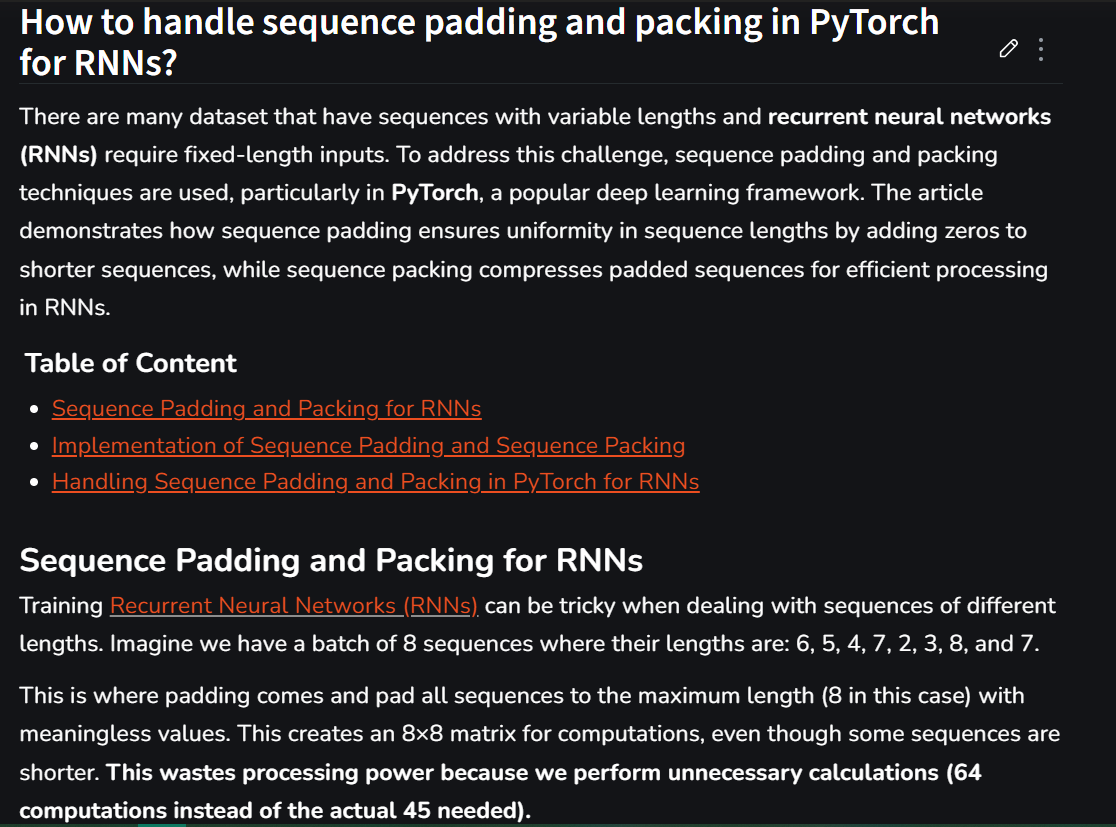 How to handle sequence padding and packing in PyTorch
for RNNs?
There are many dataset that have sequences with variable lengths and recurrent neural networks
(RNNs) require fixed-length inputs. To address this challenge, sequence padding and packing
techniques are used, particularly in PyTorch, a popular deep learning framework. The article
demonstrates how sequence padding ensures uniformity in sequence lengths by adding zeros to
shorter sequences, while sequence packing compresses padded sequences for efficient processing
in RNNs.
Table of Content
• Sequence Padding and Packing for RNNs
• Implementation of Sequence Padding and Sequence Packing
• Handling Sequence Padding and Packing in PyTorch for RNNs
Sequence Padding and Packing for RNNs
Training Recurrent Neural Networks (RNNs) can be tricky when dealing with sequences of different
lengths. Imagine we have a batch of 8 sequences where their lengths are: 6, 5, 4, 7, 2, 3, 8, and 7.
This is where padding comes and pad all sequences to the maximum length (8 in this case) with
meaningless values. This creates an 8×8 matrix for computations, even though some sequences are
shorter. This wastes processing power because we perform unnecessary calculations (64
computations instead of the actual 45 needed).